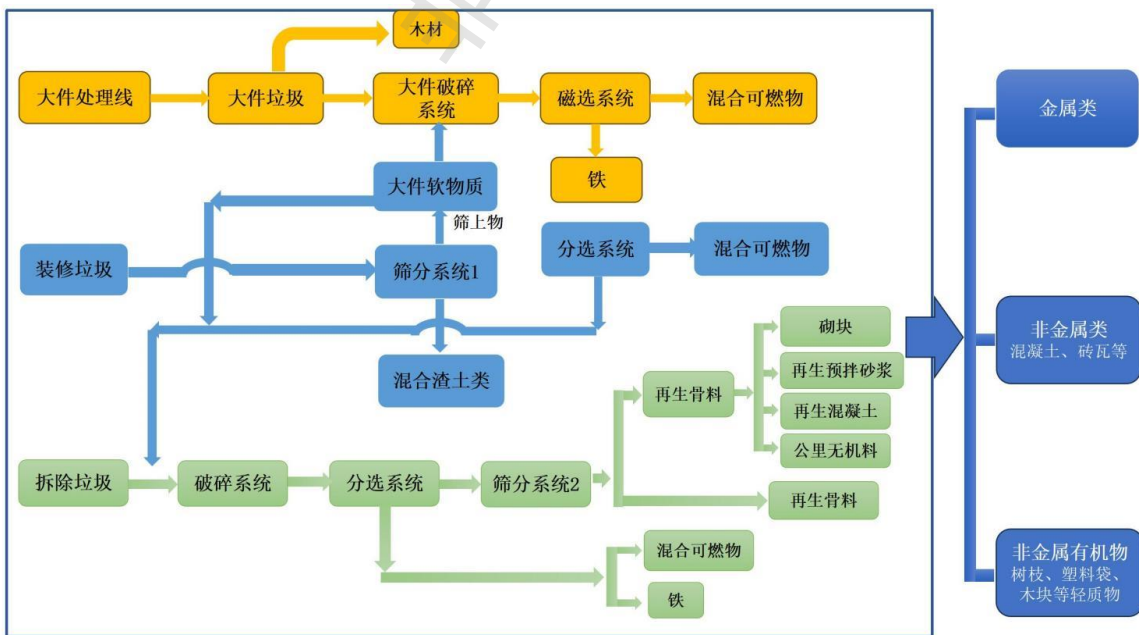 木材
大件处理线
大件垃圾
大件破碎
系统
磁选系统
混合可燃物
铁
大件软物质
筛上物
装修垃圾
筛分系统1
分选系统
混合可燃物
混合渣土类
砌块
再生骨料
再生预拌砂浆
再生混凝土
公里无机料
拆除垃圾
破碎系统
分选系统
筛分系统2
再生骨料
混合可燃物
铁
金属类
非金属类
混凝土、砖瓦等
非金属有机物
树枝、塑料袋、
木块等轻质物